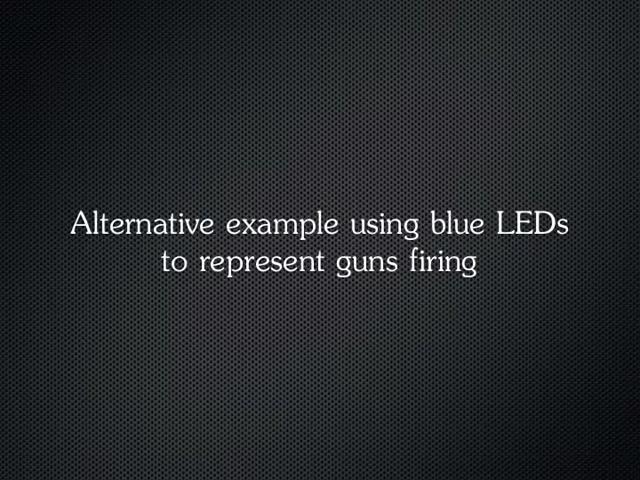 Alternative example using blue LEDs
to represent guns firing